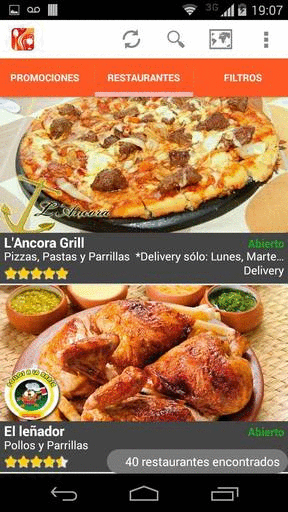 3G 19:07
PROMOCIONES RESTAURANTES FILTROS
L'Ancora
L'Ancora Grill Abierto
Pizzas, Pastas y Parrillas *Delivery sólo: Lunes, Marte...
Delivery
El leñador Abierto
Pollos y Parrillas
40 restaurantes encontrados